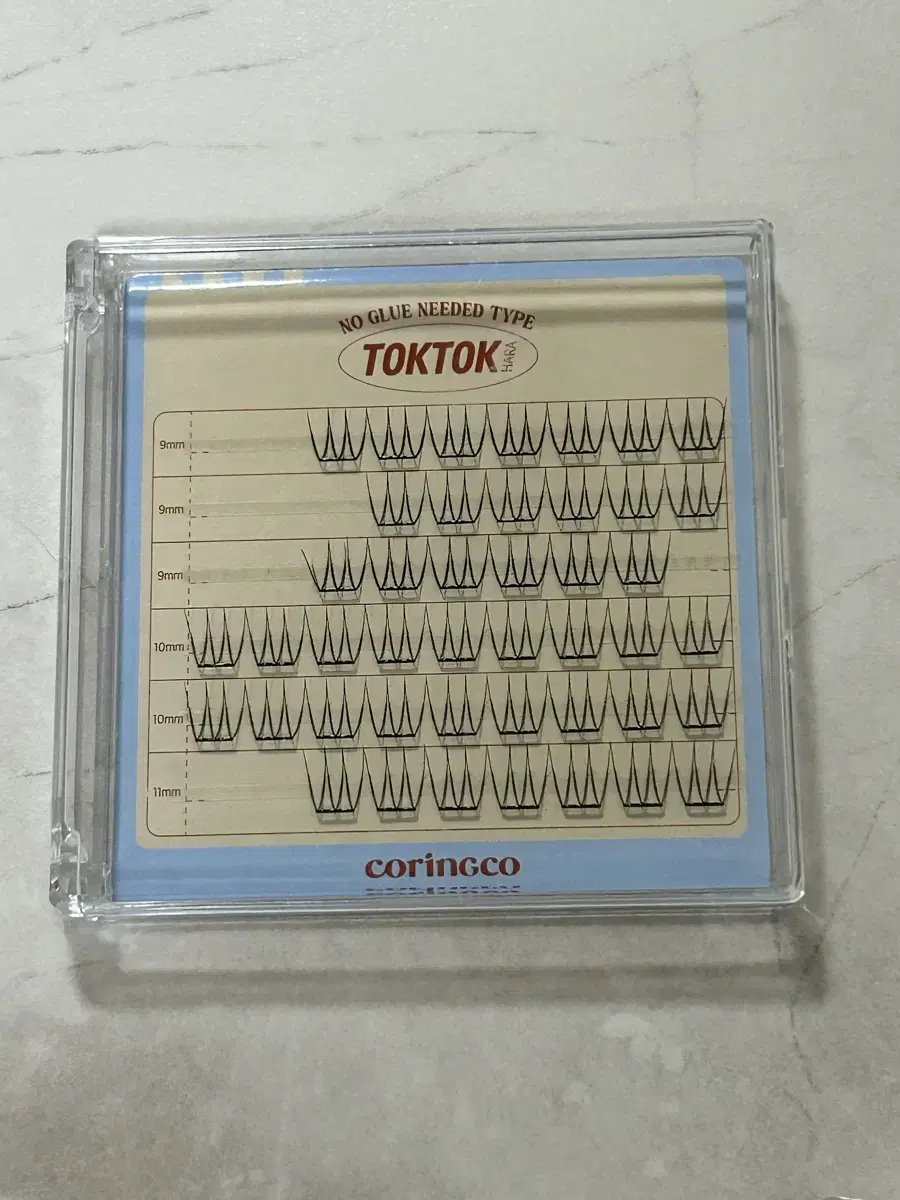 NO GLUE NEEDED TYPE
TOKTOK
HARA
9mm
9mm
9mm
10mm
10mm
11mm
coringco